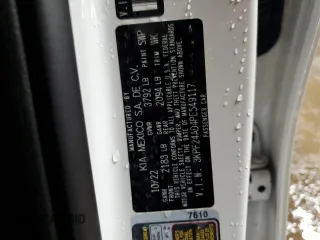 MANUFACTURED BY
KIA MEXICO, S.A. DE C.V.
10/22 GVWR 3792 LB PAINT SWP
GAWR GAWR
FRONT 2183 LB REAR 2094 LB TRIM WK
THIS VEHICLE CONFORMS TO ALL APPLICABLE U.S.A. FEDERAL
MOTOR VEHICLE SAFETY BUMPER AND THEFT PREVENTION STANDARDS
IN EFFECT ON THE DATE OF MANUFACTURE SHOWN ABOVE.
V.I.N.: 3KPF24AD4PE549117
PASSENGER CAR
7610